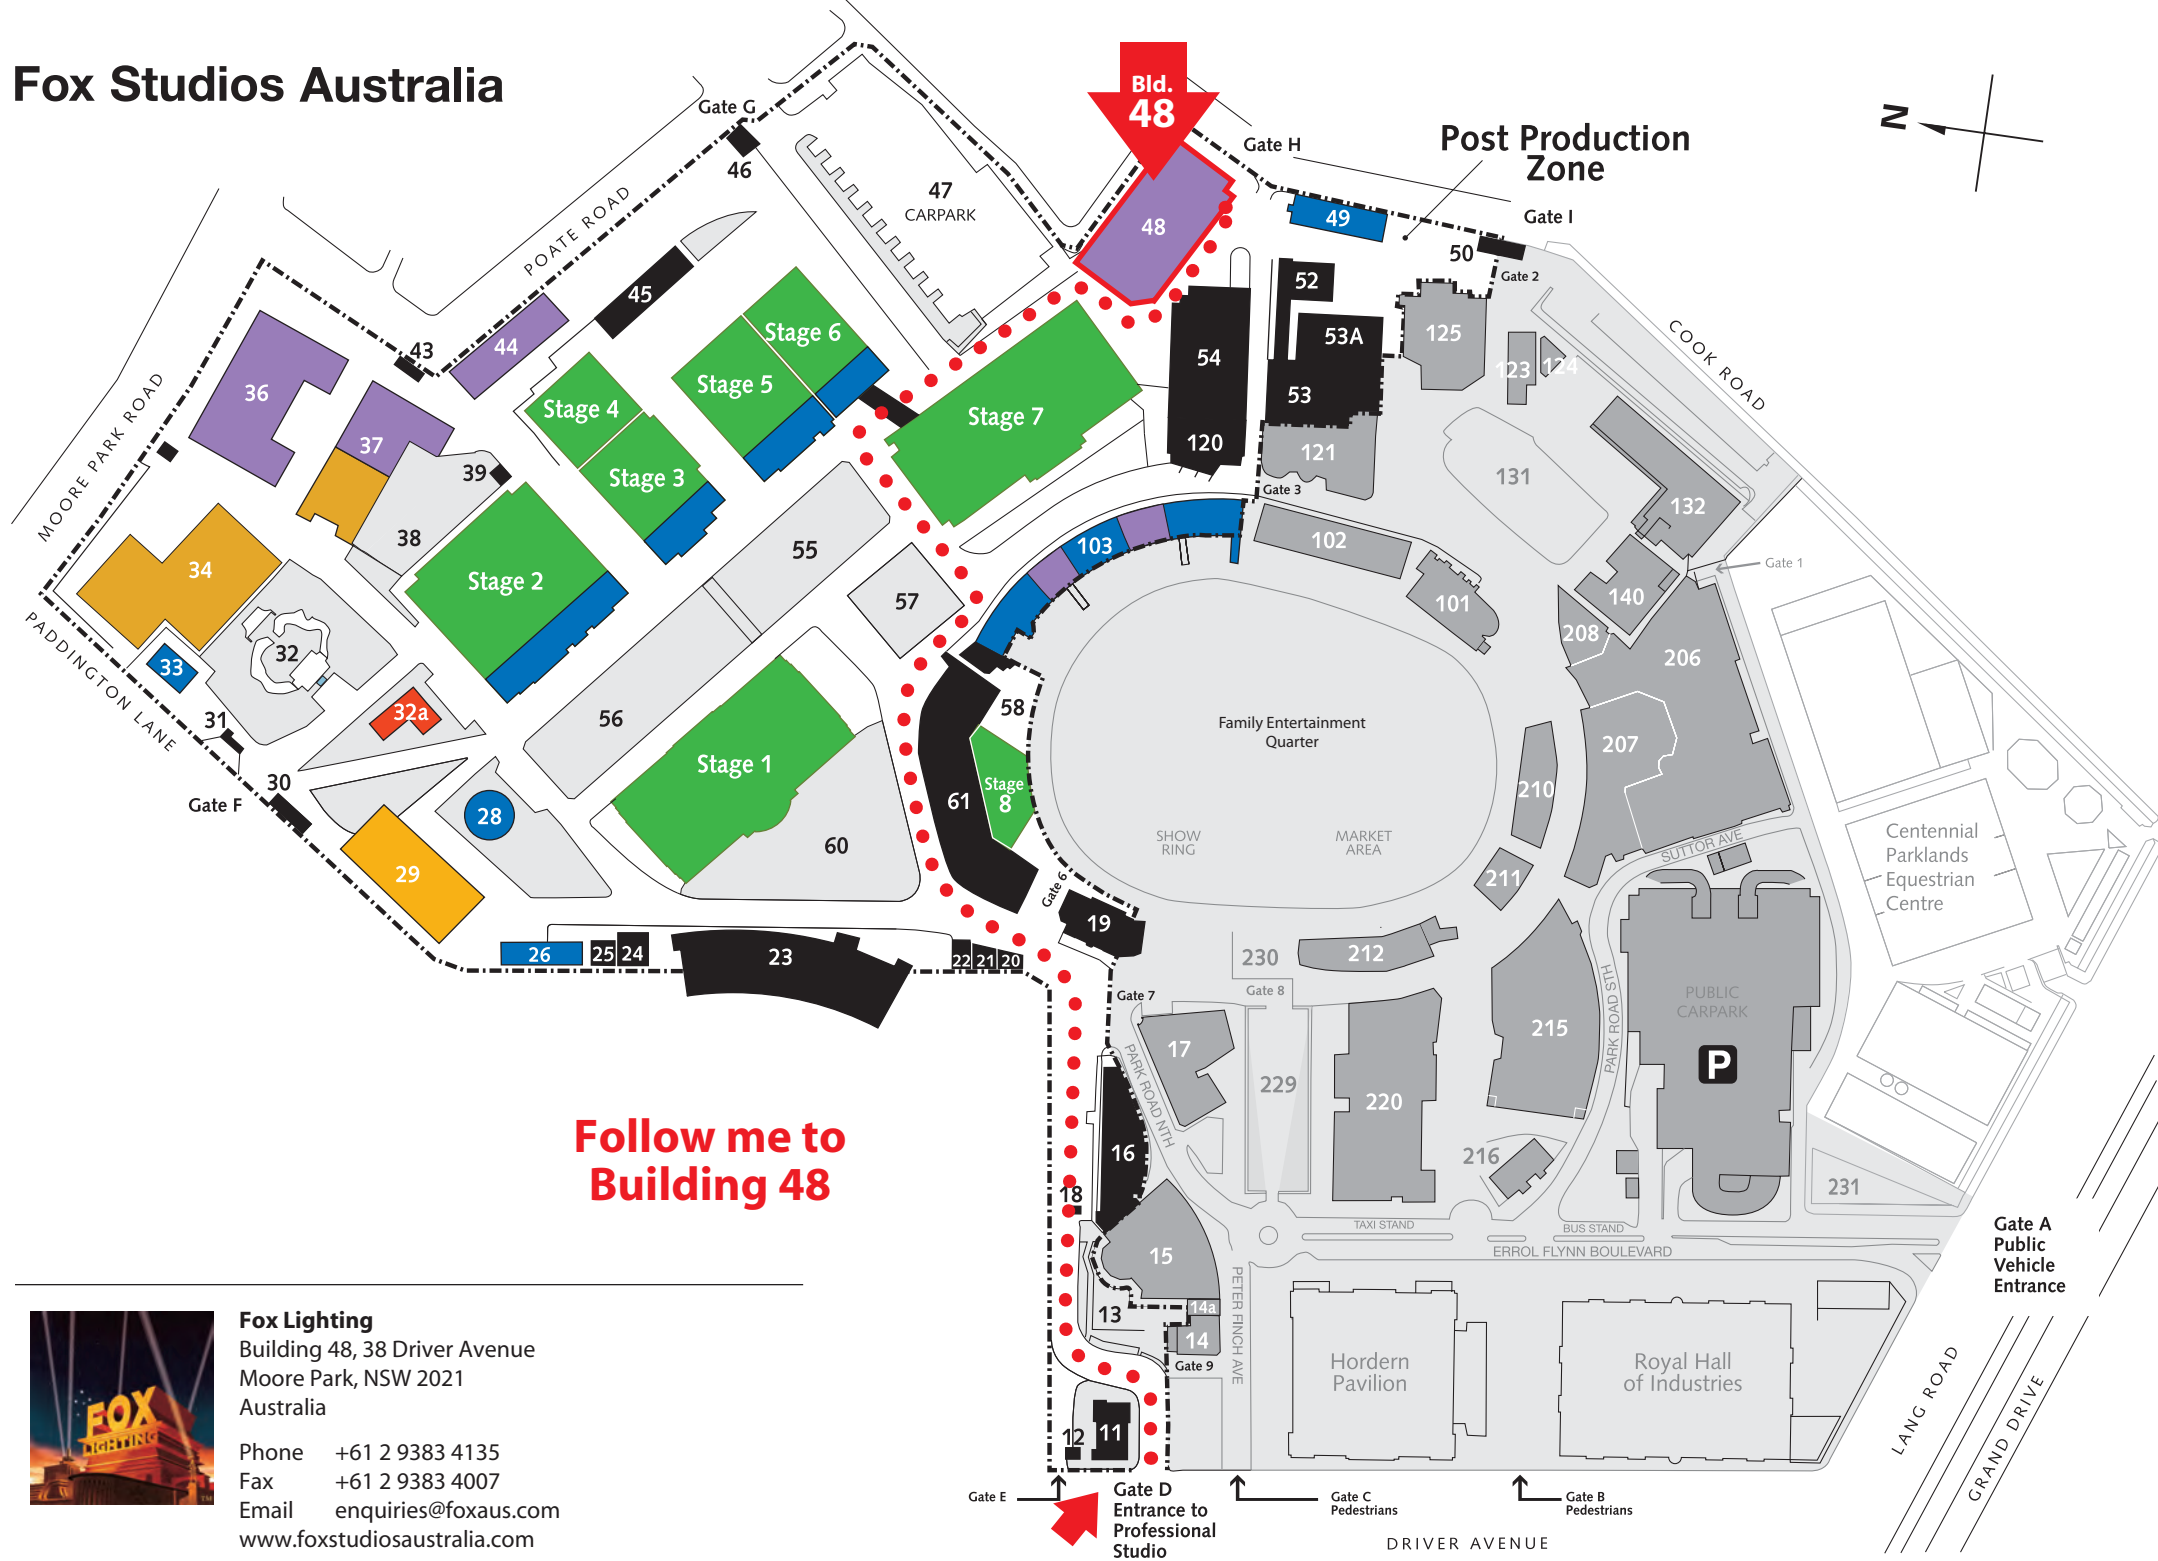 Fox Studios Australia
Bld.
48
Gate G
46
Gate H
Post Production
Zone
N
47
CARPARK
48
49
Gate I
50
Gate 2
POATE ROAD
45
44
43
52
53A
54
53
125
123
124
COOK ROAD
MOORE PARK ROAD
36
37
Stage 6
Stage 5
Stage 4
Stage 3
Stage 7
39
38
120
121
Gate 3
131
132
34
Stage 2
55
103
102
101
Gate 1
140
208
206
57
PADDINGTON LANE
33
32
32a
31
30
Gate F
56
58
Family Entertainment
Quarter
207
Stage 1
Stage
8
61
60
210
SHOW
RING
MARKET
AREA
SUTTOR AVE
28
29
211
Centennial
Parklands
Equestrian
Centre
Gate 6
19
26
25
24
23
22
21
20
230
212
Gate 8
Gate 7
PARK ROAD STH
PUBLIC
CARPARK
P
215
17
PARK ROAD NTH
229
220
Follow me to
Building 48
16
18
216
231
TAXI STAND
BUS STAND
ERROL FLYNN BOULEVARD
15
PETER FINCH AVE
14a
13
14
Gate 9
Hordern
Pavilion
Royal Hall
of Industries
Gate A
Public
Vehicle
Entrance
LANG ROAD
GRAND DRIVE
12
11
Gate E
Gate D
Entrance to
Professional
Studio
Gate C
Pedestrians
Gate B
Pedestrians
DRIVER AVENUE
FOX
LIGHTING
TM
Fox Lighting
Building 48, 38 Driver Avenue
Moore Park, NSW 2021
Australia
Phone +61 2 9383 4135
Fax +61 2 9383 4007
Email enquiries@foxaus.com
www.foxstudiosaustralia.com